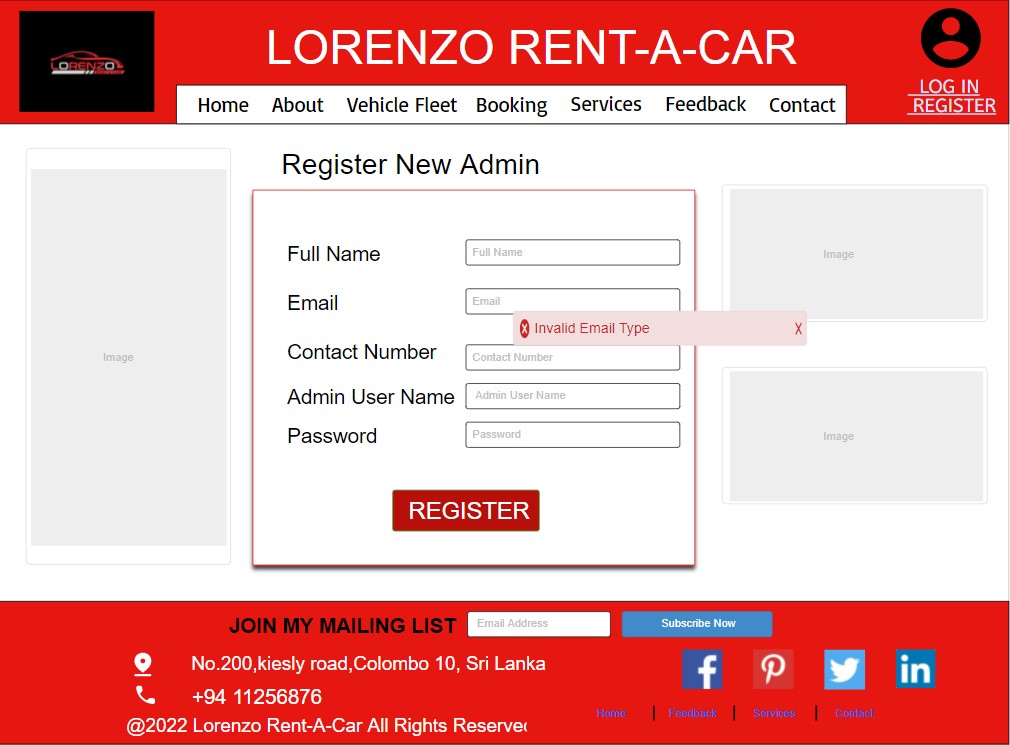 LORENZO
LORENZO RENT-A-CAR
LOG IN
REGISTER
Home About Vehicle Fleet Booking Services Feedback Contact
Register New Admin
Image
Full Name Full Name
Email Email
Invalid Email Type X
Contact Number Contact Number
Admin User Name Admin User Name
Password Password
REGISTER
Image
Image
JOIN MY MAILING LIST Email Address Subscribe Now
No.200,kiesly road,Colombo 10, Sri Lanka
+94 11256876
@2022 Lorenzo Rent-A-Car All Rights Reserved
Home | Feedback | Services | Contact